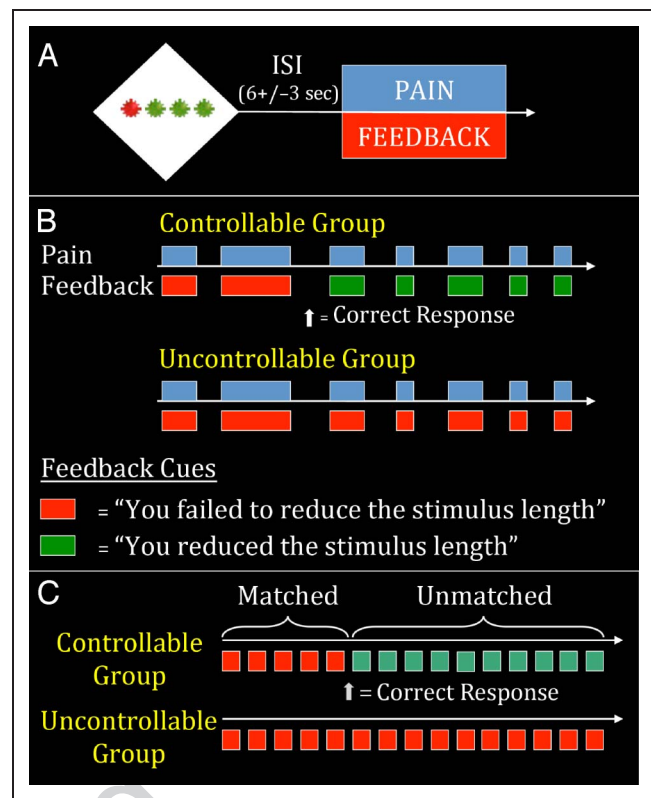 A
ISI
(6+/−3 sec)
PAIN
FEEDBACK
B
Controllable Group
Pain
Feedback
⬆ = Correct Response
Uncontrollable Group
Feedback Cues
= “You failed to reduce the stimulus length”
= “You reduced the stimulus length”
C
Matched Unmatched
Controllable
Group
⬆ = Correct Response
Uncontrollable
Group